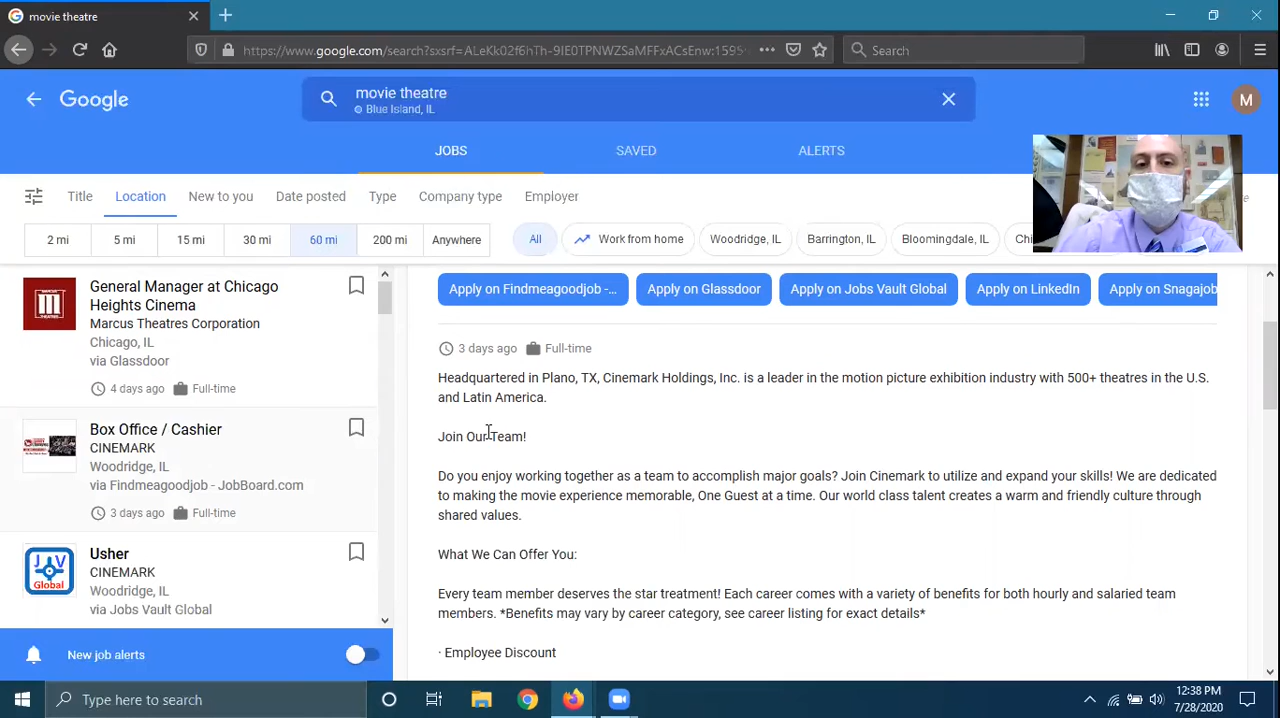 movie theatre
https://www.google.com/search?sxsrf=ALeKk02f6hTh-9IE0TPNWZSaMFFxACsEnw:1595
Search
Google
movie theatre
Blue Island, IL
M
JOBS
SAVED
ALERTS
Title
Location
New to you
Date posted
Type
Company type
Employer
2 mi
5 mi
15 mi
30 mi
60 mi
200 mi
Anywhere
All
Work from home
Woodridge, IL
Barrington, IL
Bloomingdale, IL
General Manager at Chicago
Heights Cinema
Marcus Theatres Corporation
Chicago, IL
via Glassdoor
4 days ago
Full-time
Box Office / Cashier
CINEMARK
Woodridge, IL
via Findmeagoodjob - JobBoard.com
3 days ago
Full-time
JV
Global
Usher
CINEMARK
Woodridge, IL
via Jobs Vault Global
New job alerts
Apply on Findmeagoodjob -...
Apply on Glassdoor
Apply on Jobs Vault Global
Apply on LinkedIn
Apply on Snagajob
3 days ago
Full-time
Headquartered in Plano, TX, Cinemark Holdings, Inc. is a leader in the motion picture exhibition industry with 500+ theatres in the U.S.
and Latin America.
Join Our Team!
Do you enjoy working together as a team to accomplish major goals? Join Cinemark to utilize and expand your skills! We are dedicated
to making the movie experience memorable, One Guest at a time. Our world class talent creates a warm and friendly culture through
shared values.
What We Can Offer You:
Every team member deserves the star treatment! Each career comes with a variety of benefits for both hourly and salaried team
members. *Benefits may vary by career category, see career listing for exact details*
· Employee Discount
Type here to search
12:38 PM
7/28/2020